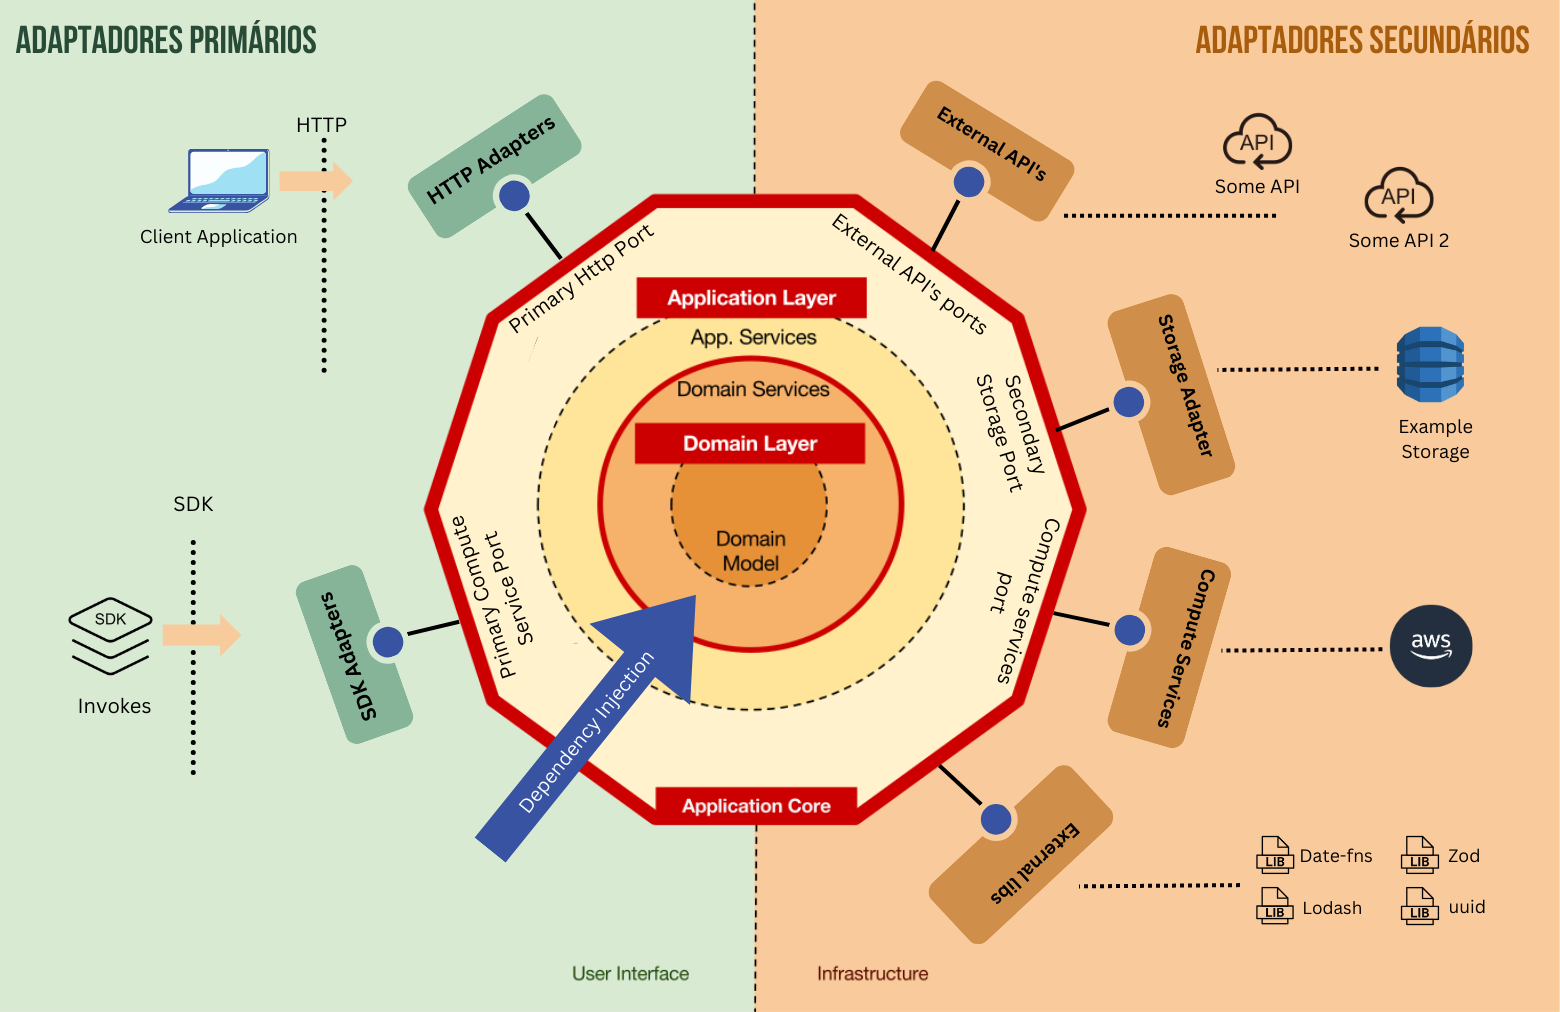 ADAPTADORES PRIMÁRIOS
ADAPTADORES SECUNDÁRIOS
HTTP
Client Application
HTTP Adapters
External API's
API
Some API
API
Some API 2
Primary Http Port
External API's ports
Application Layer
App. Services
Domain Services
Domain Layer
Domain
Model
Secondary
Storage Port
Storage Adapter
Example
Storage
SDK
SDK
Invokes
SDK Adapters
Primary Compute
Service Port
Compute services
port
Compute Services
aws
Dependency Injection
Application Core
External libs
LIB
Date-fns
LIB
Zod
LIB
Lodash
LIB
uuid
User Interface
Infrastructure